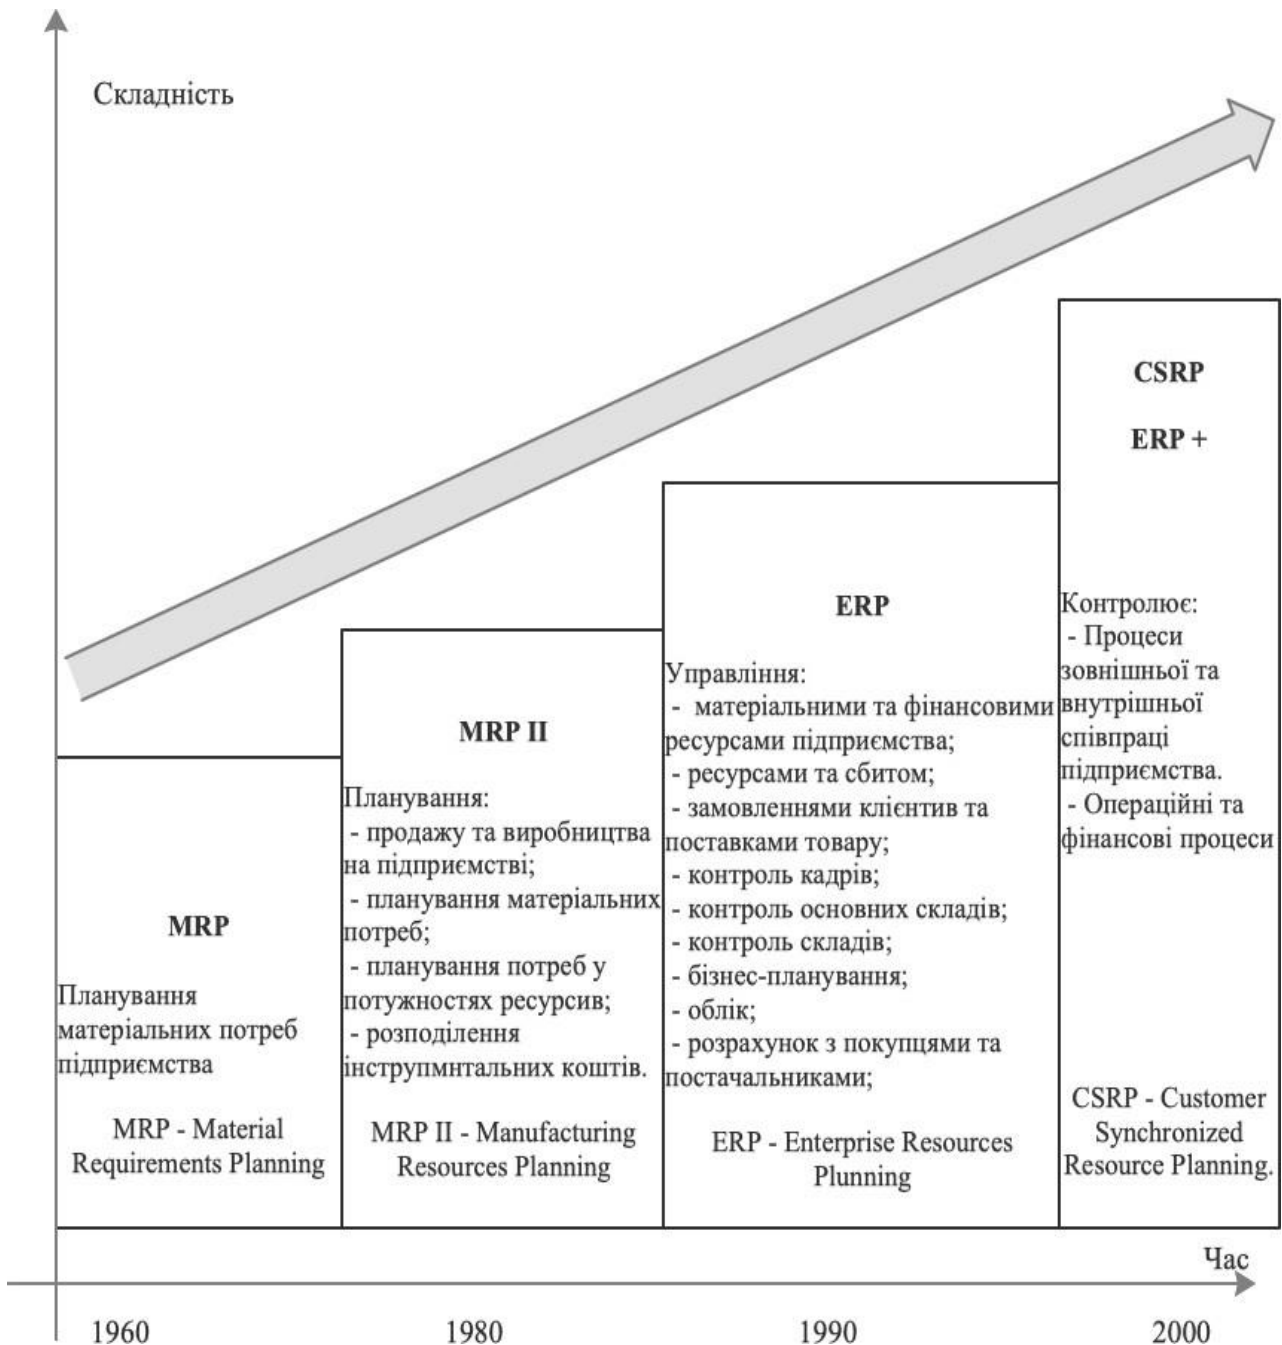 Складність
CSRP
ERP +
Контролює:
- Процеси
зовнішньої та
внутрішньої
співпраці
підприємства.
- Операційні та
фінансові процеси
CSRP - Customer
Synchronized
Resource Planning.
ERP
Управління:
- матеріальними та фінансовими
ресурсами підприємства;
- ресурсами та сбитом;
- замовленнями клієнтив та
поставками товару;
- контроль кадрів;
- контроль основних складів;
- контроль складів;
- бізнес-планування;
- облік;
- розрахунок з покупцями та
постачальниками;
ERP - Enterprise Resources
Plunning
MRP II
Планування:
- продажу та виробництва
на підприємстві;
- планування матеріальних
потреб;
- планування потреб у
потужностях ресурсив;
- розподілення
інструпмнтальних коштів.
MRP II - Manufacturing
Resources Planning
MRP
Планування
матеріальних потреб
підприємства
MRP - Material
Requirements Planning
Час
1960
1980
1990
2000